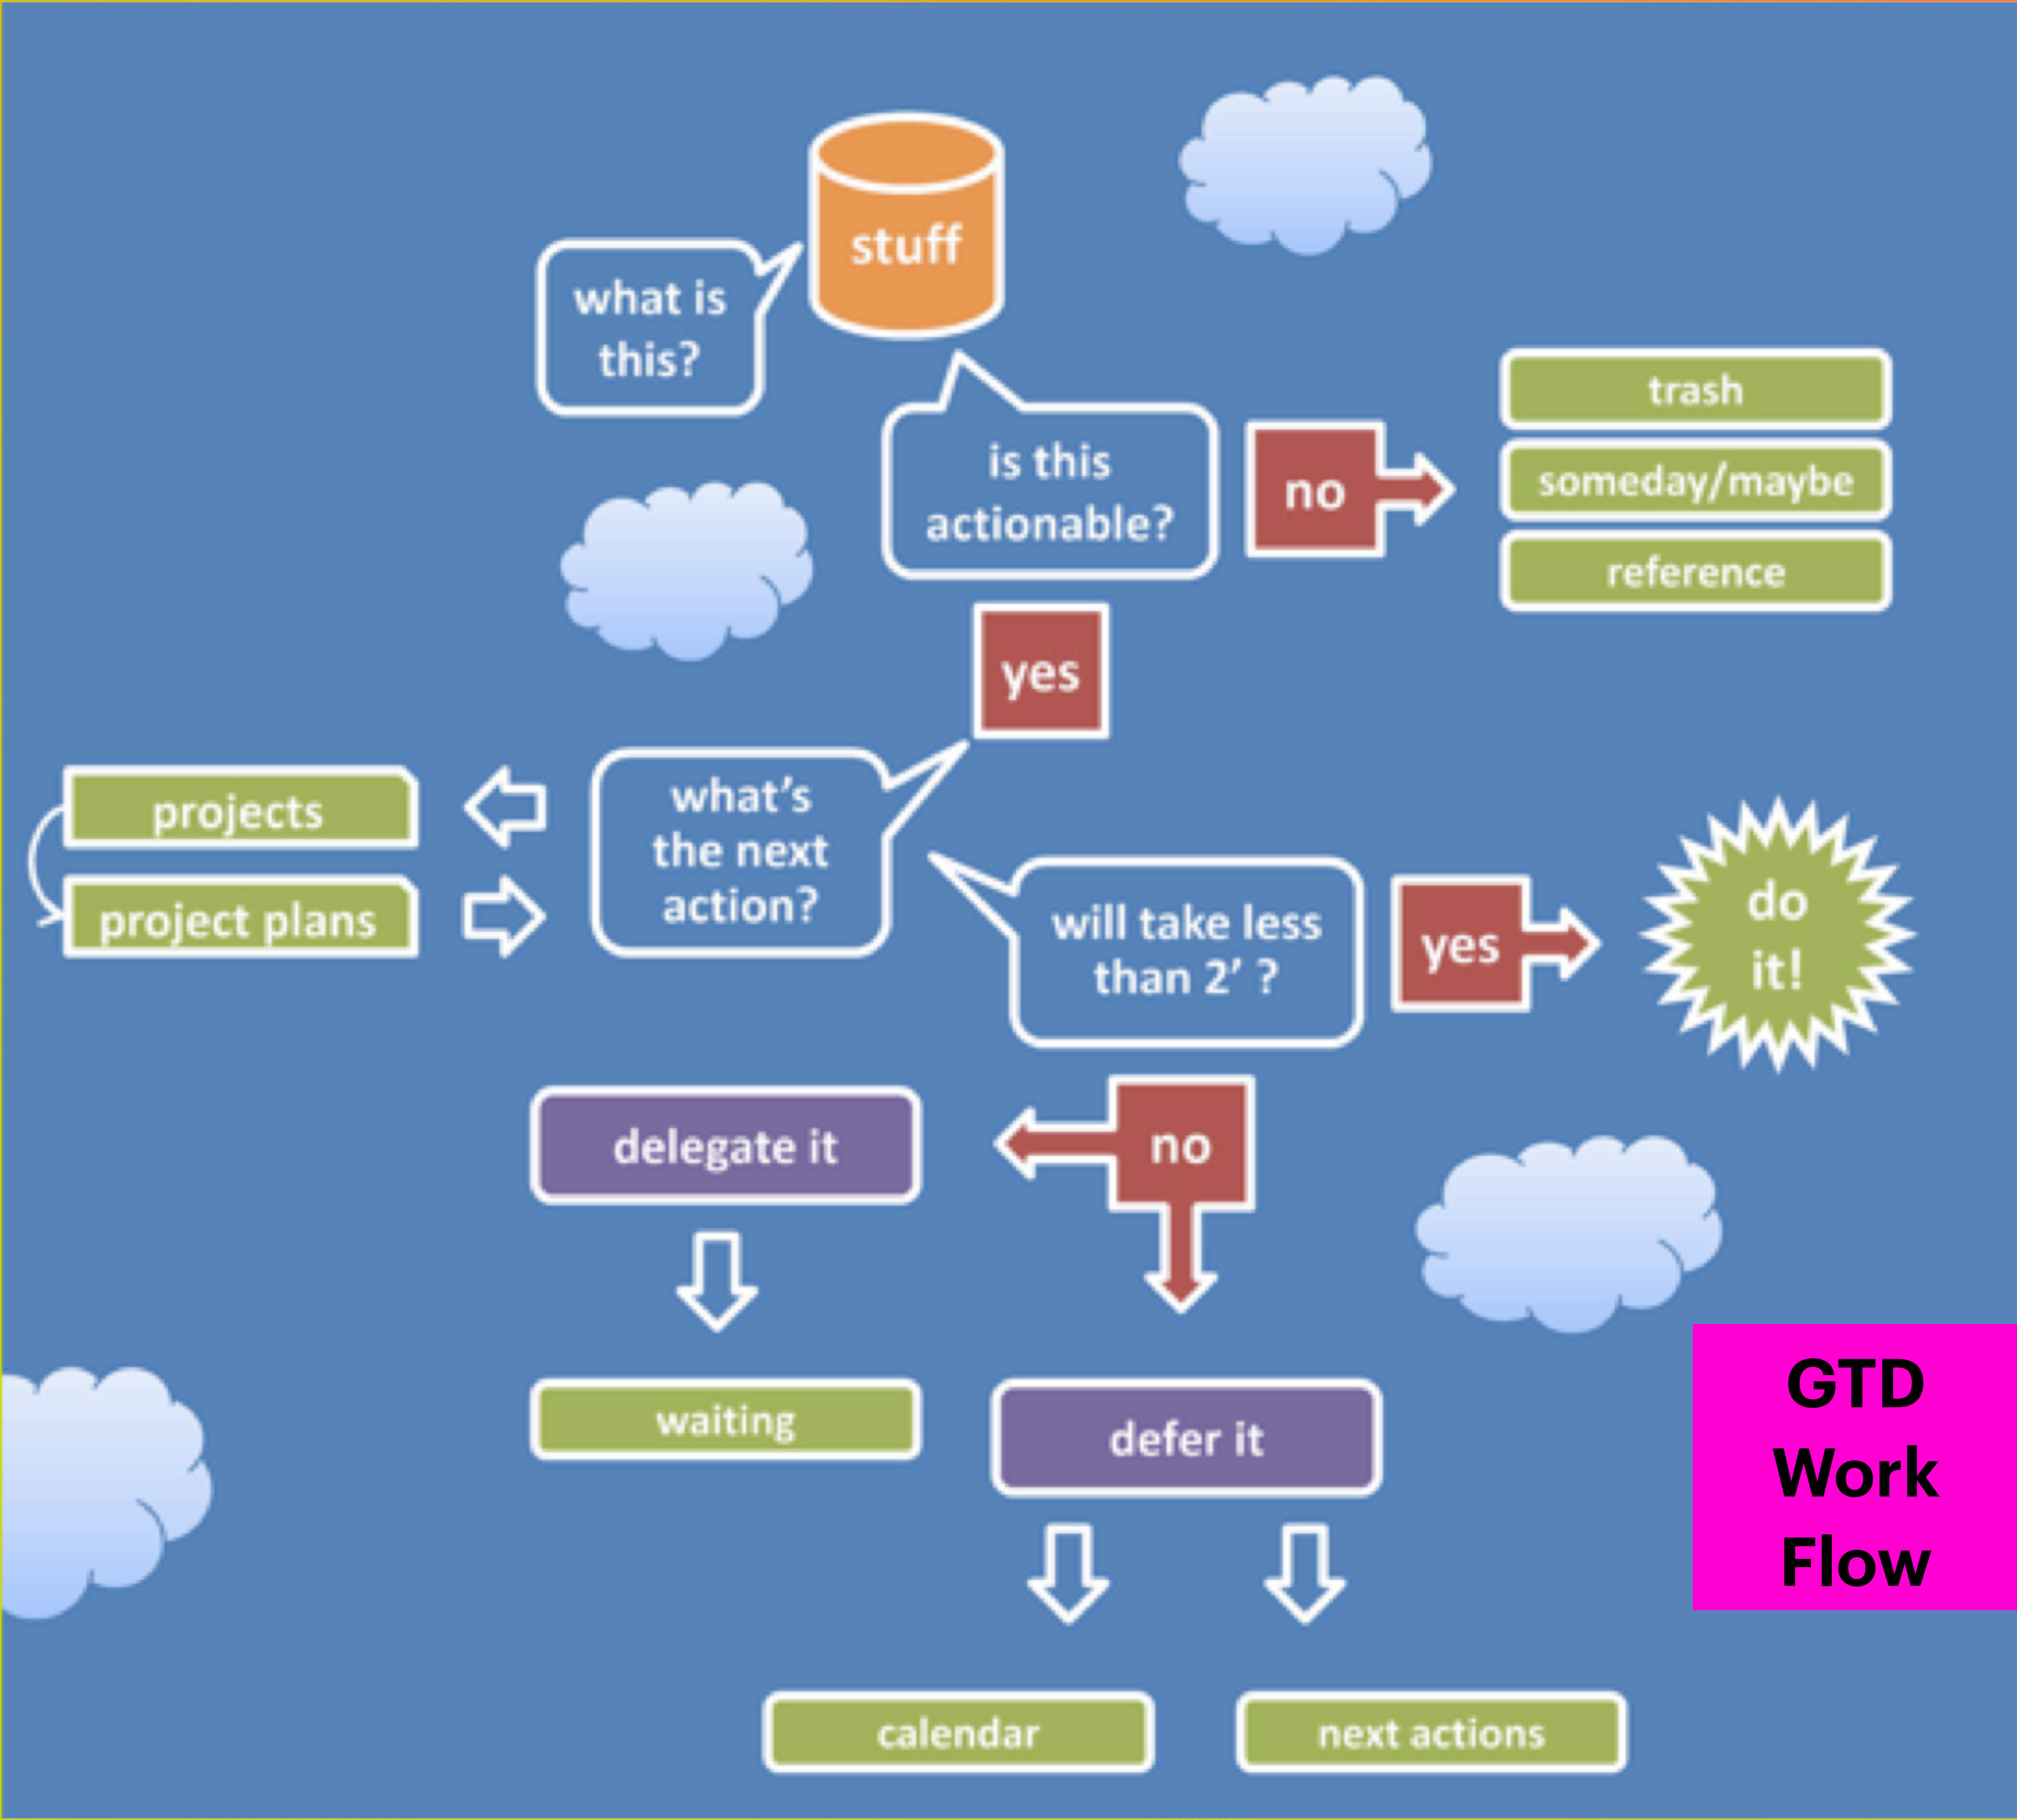 stuff
what is
this?
is this
actionable?
no
trash
someday/maybe
reference
yes
projects
project plans
what's
the next
action?
will take less
than 2′ ?
yes
do
it!
delegate it
no
waiting
defer it
calendar
next actions
GTD
Work
Flow